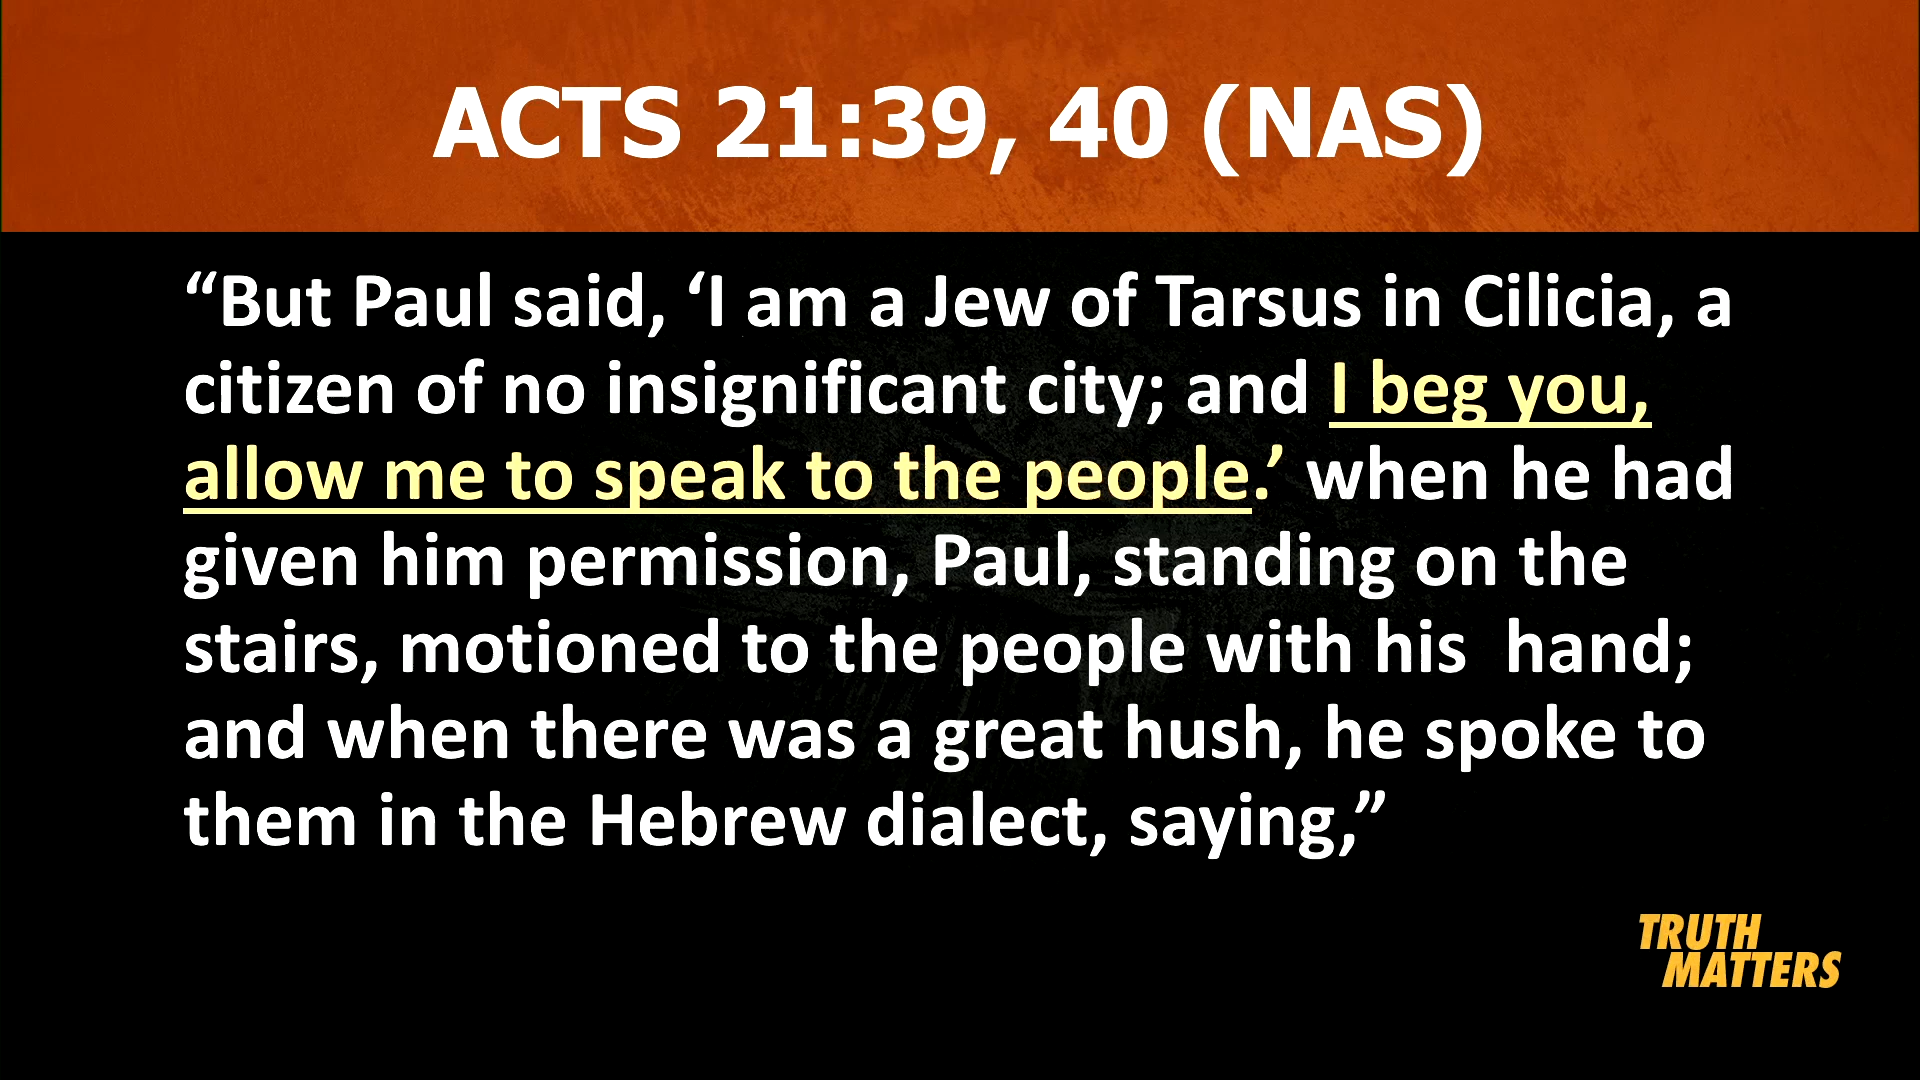 ACTS 21:39, 40 (NAS)
“But Paul said, ‘I am a Jew of Tarsus in Cilicia, a
citizen of no insignificant city; and I beg you,
allow me to speak to the people.’ when he had
given him permission, Paul, standing on the
stairs, motioned to the people with his  hand;
and when there was a great hush, he spoke to
them in the Hebrew dialect, saying,”
TRUTH
MATTERS